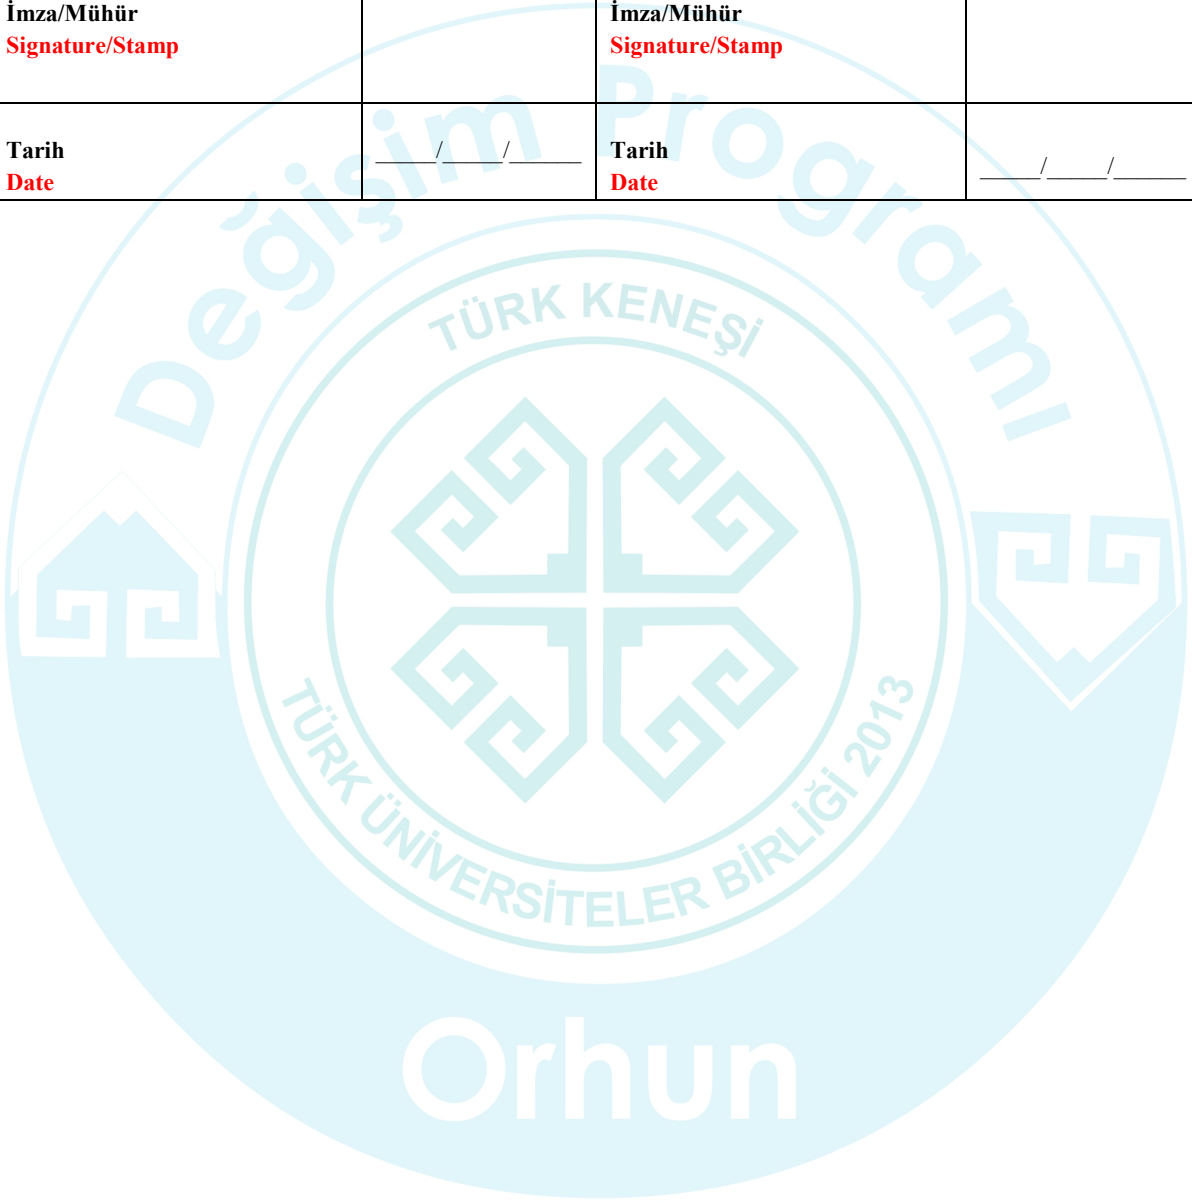 İmza/Mühür
Signature/Stamp
İmza/Mühür
Signature/Stamp
Tarih
Date
_____/_____/______
Tarih
Date
_____/_____/______
Değişim Programı
TÜRK KENEŞİ
TÜRK ÜNİVERSİTELER BİRLİĞİ 2013
Orhun